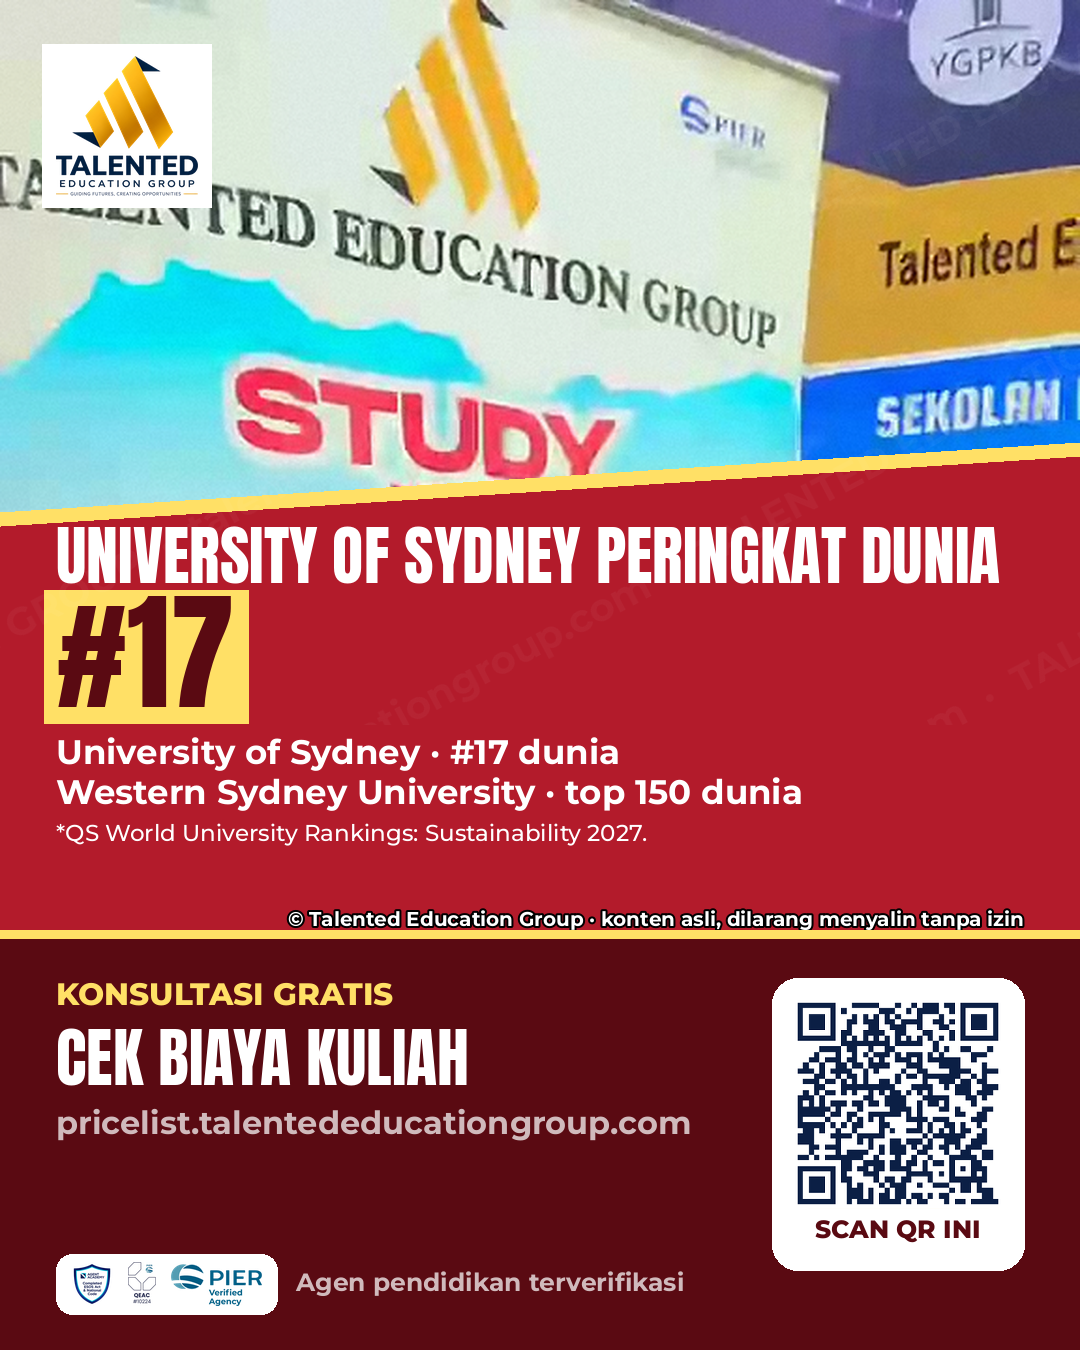 TALENTED
EDUCATION GROUP
GUIDING FUTURES, CREATING OPPORTUNITIES
YGPKB
PIER
TALENTED EDUCATION GROUP
Talented E
STUDY
SEKOLAH
UNIVERSITY OF SYDNEY PERINGKAT DUNIA
#17
University of Sydney · #17 dunia
Western Sydney University · top 150 dunia
*QS World University Rankings: Sustainability 2027.
© Talented Education Group · konten asli, dilarang menyalin tanpa izin
KONSULTASI GRATIS
CEK BIAYA KULIAH
pricelist.talentededucationgroup.com
SCAN QR INI
QEAC
#10224
PIER
Verified
Agency
Agen pendidikan terverifikasi